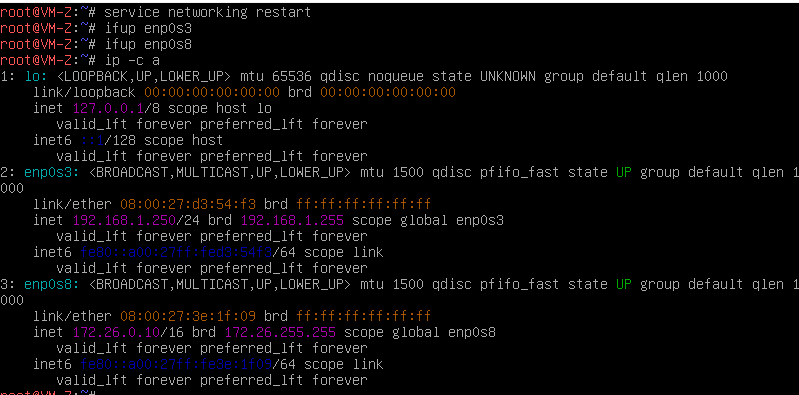 root@VM-Z:~# service networking restart
root@VM-Z:~# ifup enp0s3
root@VM-Z:~# ifup enp0s8
root@VM-Z:~# ip -c a
1: lo: <LOOPBACK,UP,LOWER_UP> mtu 65536 qdisc noqueue state UNKNOWN group default qlen 1000
    link/loopback 00:00:00:00:00:00 brd 00:00:00:00:00:00
    inet 127.0.0.1/8 scope host lo
       valid_lft forever preferred_lft forever
    inet6 ::1/128 scope host
       valid_lft forever preferred_lft forever
2: enp0s3: <BROADCAST,MULTICAST,UP,LOWER_UP> mtu 1500 qdisc pfifo_fast state UP group default qlen 1
000
    link/ether 08:00:27:d3:54:f3 brd ff:ff:ff:ff:ff:ff
    inet 192.168.1.250/24 brd 192.168.1.255 scope global enp0s3
       valid_lft forever preferred_lft forever
    inet6 fe80::a00:27ff:fed3:54f3/64 scope link
       valid_lft forever preferred_lft forever
3: enp0s8: <BROADCAST,MULTICAST,UP,LOWER_UP> mtu 1500 qdisc pfifo_fast state UP group default qlen 1
000
    link/ether 08:00:27:3e:1f:09 brd ff:ff:ff:ff:ff:ff
    inet 172.26.0.10/16 brd 172.26.255.255 scope global enp0s8
       valid_lft forever preferred_lft forever
    inet6 fe80::a00:27ff:fe3e:1f09/64 scope link
       valid_lft forever preferred_lft forever
root@VM-Z:~#